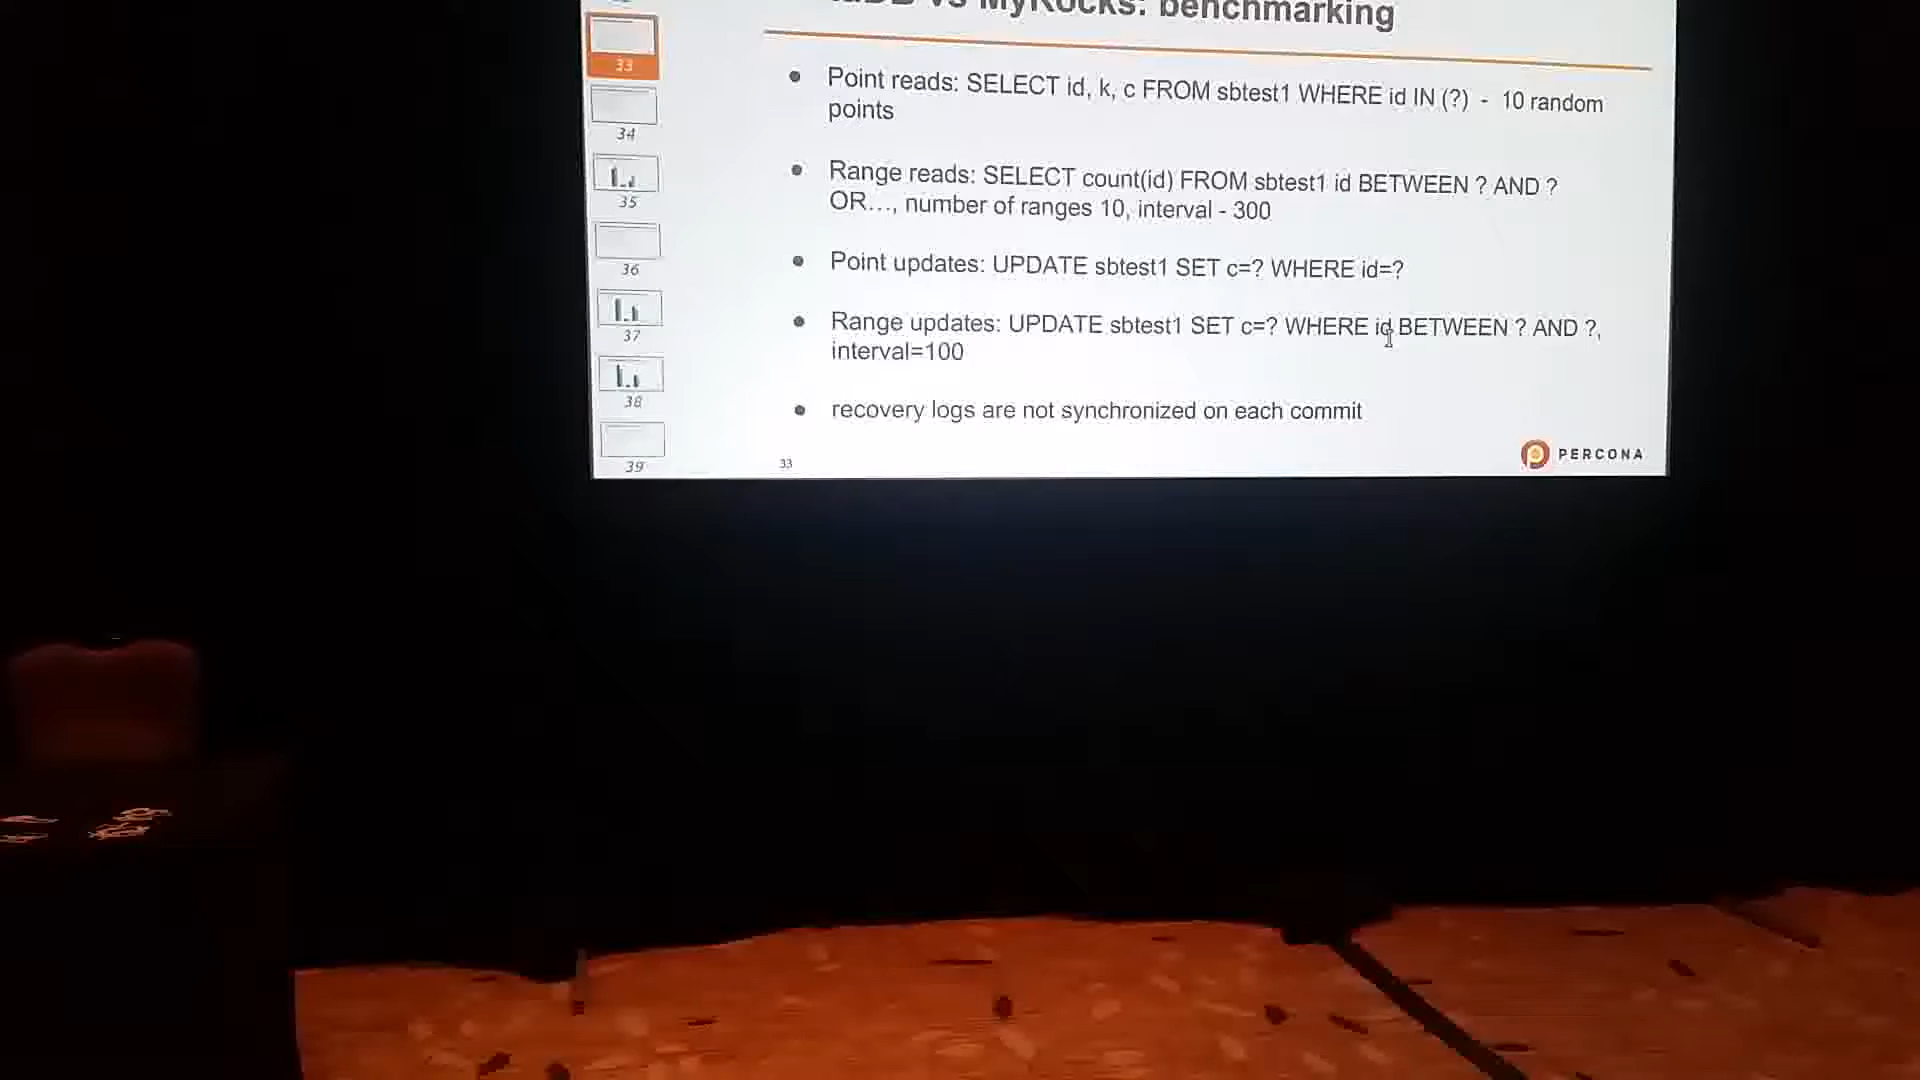 vs MyRocks: benchmarking
33
34
35
36
37
38
39
● Point reads: SELECT id, k, c FROM sbtest1 WHERE id IN (?) - 10 random
points
● Range reads: SELECT count(id) FROM sbtest1 id BETWEEN ? AND ?
OR..., number of ranges 10, interval - 300
● Point updates: UPDATE sbtest1 SET c=? WHERE id=?
● Range updates: UPDATE sbtest1 SET c=? WHERE id BETWEEN ? AND ?,
interval=100
● recovery logs are not synchronized on each commit
33
PERCONA